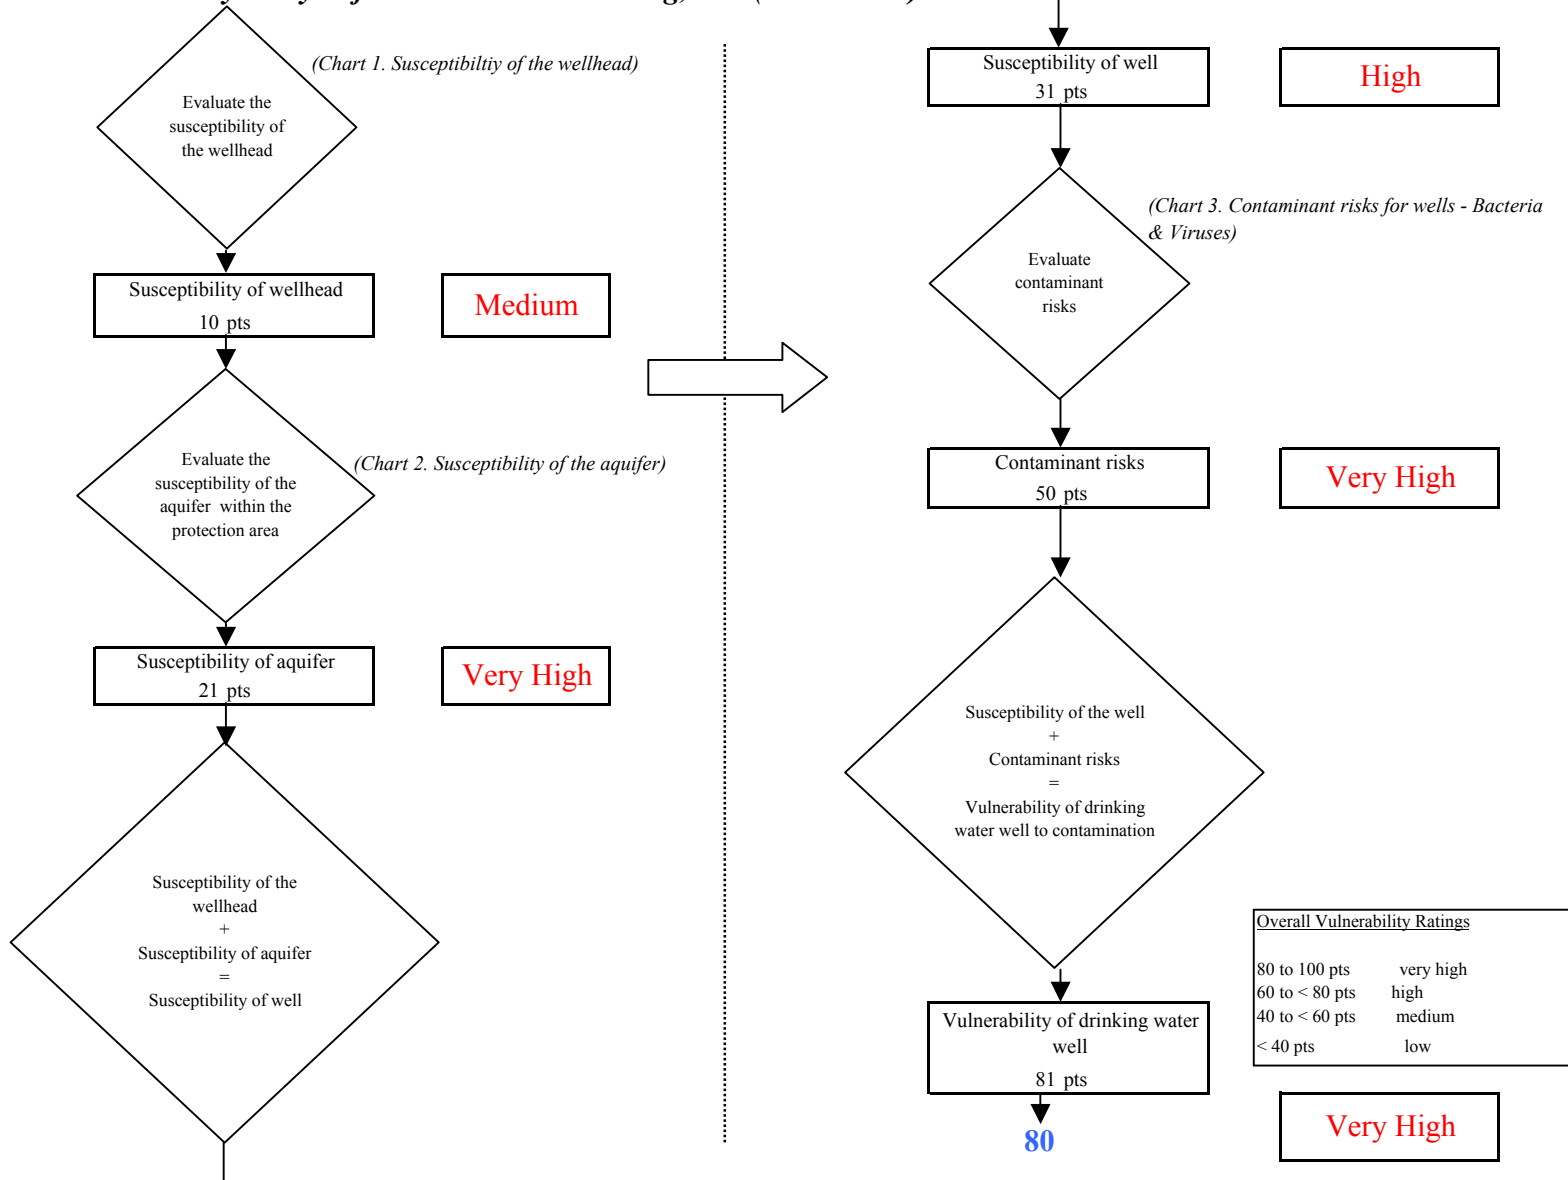 (Chart 1. Susceptibiltiy of the wellhead)
Evaluate the
susceptibility of
the wellhead
Susceptibility of wellhead
10 pts
Medium
Evaluate the
susceptibility of the
aquifer within the
protection area
(Chart 2. Susceptibility of the aquifer)
Susceptibility of aquifer
21 pts
Very High
Susceptibility of the
wellhead
+
Susceptibility of aquifer
=
Susceptibility of well
Susceptibility of well
31 pts
High
(Chart 3. Contaminant risks for wells - Bacteria
& Viruses)
Evaluate
contaminant
risks
Contaminant risks
50 pts
Very High
Susceptibility of the well
+
Contaminant risks
=
Vulnerability of drinking
water well to contamination
Overall Vulnerability Ratings
80 to 100 pts very high
60 to < 80 pts high
40 to < 60 pts medium
< 40 pts low
Vulnerability of drinking water
well
81 pts
80
Very High